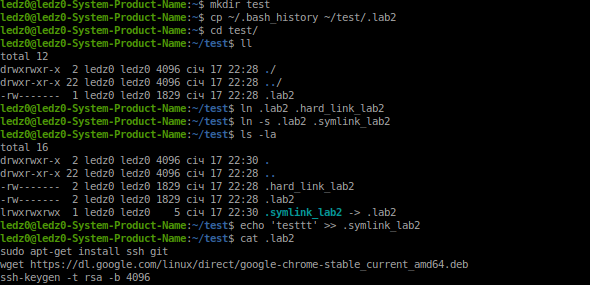 ledz0@ledz0-System-Product-Name:~$ mkdir test
ledz0@ledz0-System-Product-Name:~$ cp ~/.bash_history ~/test/.lab2
ledz0@ledz0-System-Product-Name:~$ cd test/
ledz0@ledz0-System-Product-Name:~/test$ ll
total 12
drwxrwxr-x  2 ledz0 ledz0 4096 січ 17 22:28 ./
drwxr-xr-x 22 ledz0 ledz0 4096 січ 17 22:28 ../
-rw-------  1 ledz0 ledz0 1829 січ 17 22:28 .lab2
ledz0@ledz0-System-Product-Name:~/test$ ln .lab2 .hard_link_lab2
ledz0@ledz0-System-Product-Name:~/test$ ln -s .lab2 .symlink_lab2
ledz0@ledz0-System-Product-Name:~/test$ ls -la
total 16
drwxrwxr-x  2 ledz0 ledz0 4096 січ 17 22:30 .
drwxr-xr-x 22 ledz0 ledz0 4096 січ 17 22:28 ..
-rw-------  2 ledz0 ledz0 1829 січ 17 22:28 .hard_link_lab2
-rw-------  2 ledz0 ledz0 1829 січ 17 22:28 .lab2
lrwxrwxrwx  1 ledz0 ledz0    5 січ 17 22:30 .symlink_lab2 -> .lab2
ledz0@ledz0-System-Product-Name:~/test$ echo 'testtt' >> .symlink_lab2
ledz0@ledz0-System-Product-Name:~/test$ cat .lab2
sudo apt-get install ssh git
wget https://dl.google.com/linux/direct/google-chrome-stable_current_amd64.deb
ssh-keygen -t rsa -b 4096